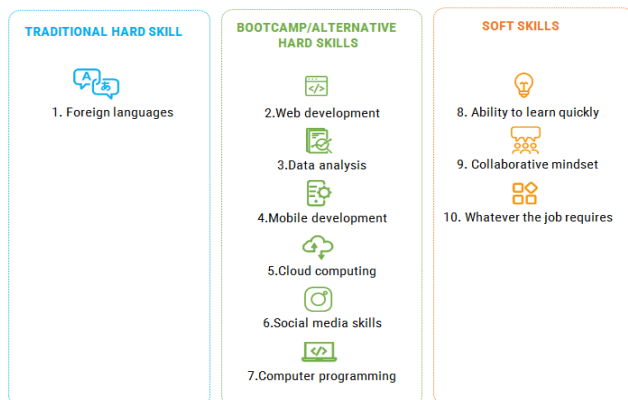 TRADITIONAL HARD SKILL
A あ
1. Foreign languages
BOOTCAMP/ALTERNATIVE
HARD SKILLS
</>
2.Web development
3.Data analysis
4.Mobile development
5.Cloud computing
6.Social media skills
</>
7.Computer programming
SOFT SKILLS
8. Ability to learn quickly
9. Collaborative mindset
10. Whatever the job requires